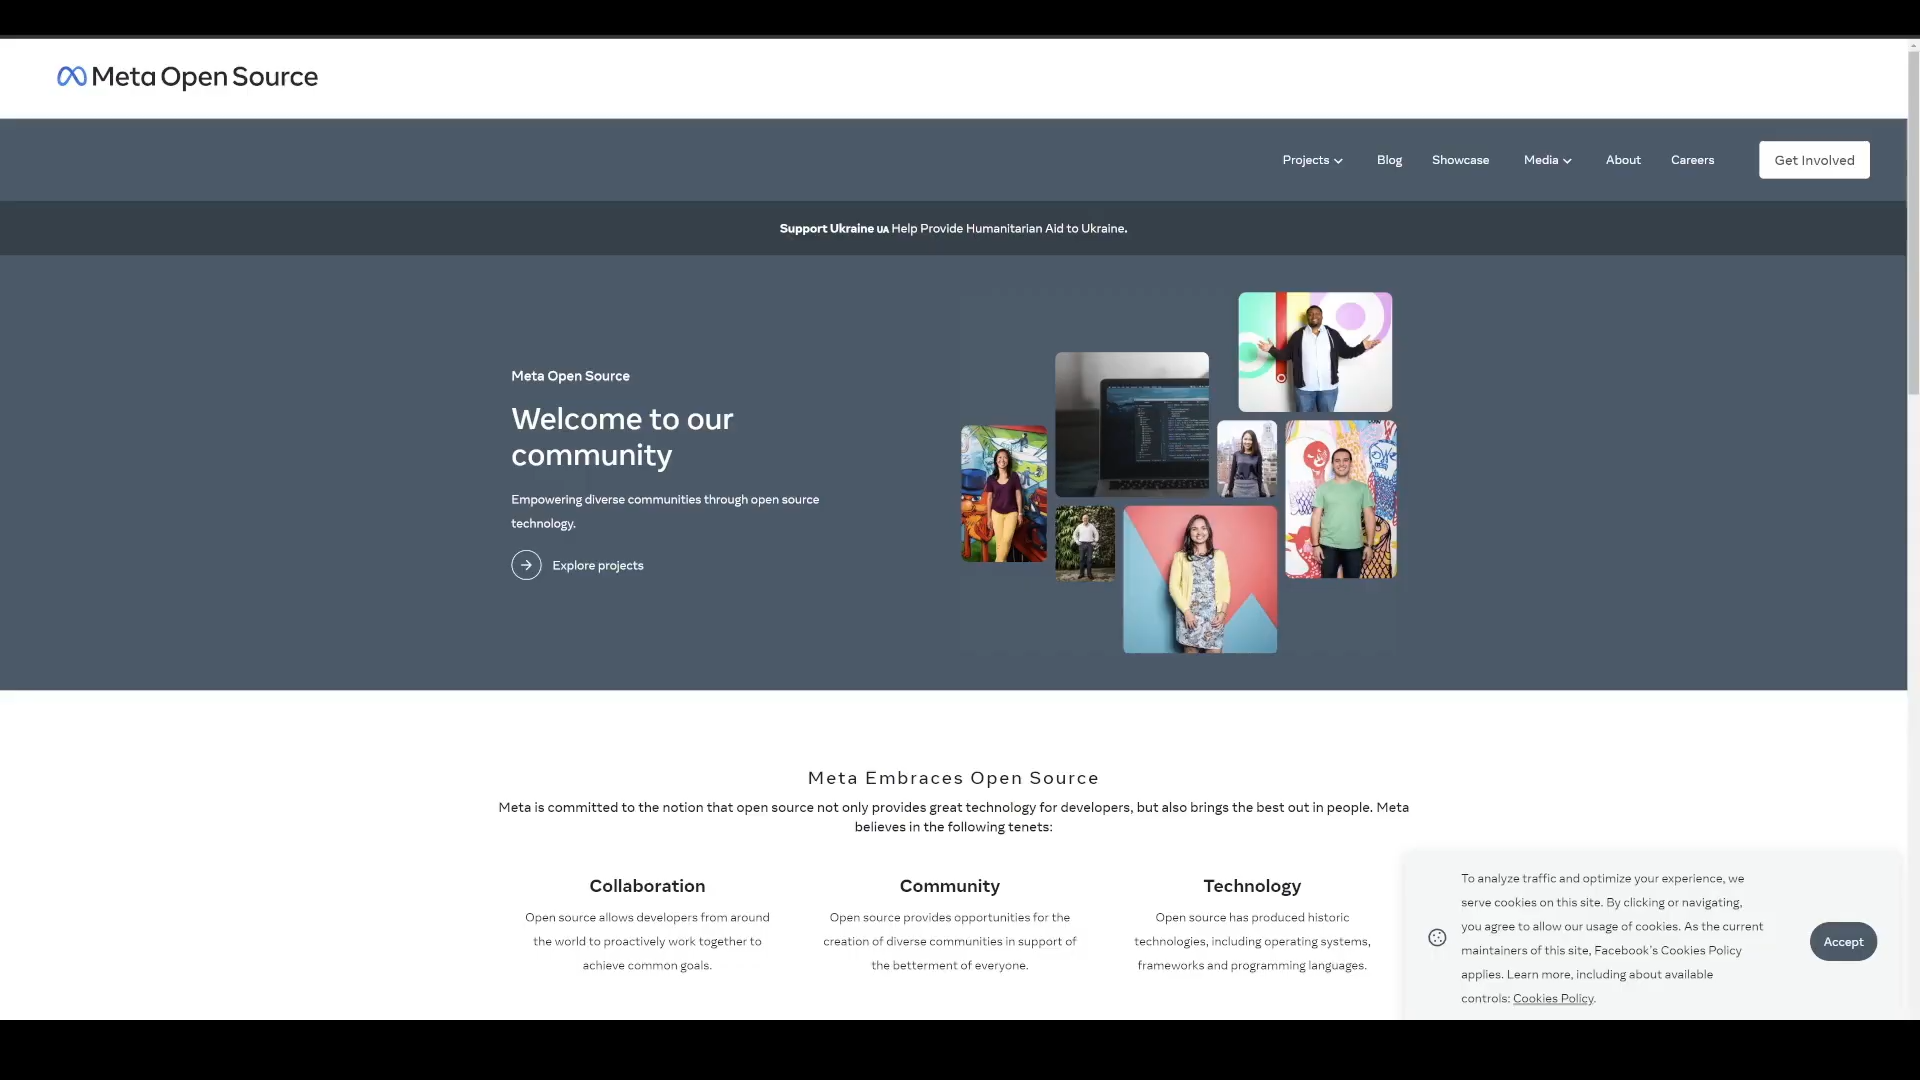 Meta Open Source
Projects Blog Showcase Media About Careers Get Involved
Support Ukraine UA Help Provide Humanitarian Aid to Ukraine.
Meta Open Source
Welcome to our
community
Empowering diverse communities through open source
technology.
Explore projects
Meta Embraces Open Source
Meta is committed to the notion that open source not only provides great technology for developers, but also brings the best out in people. Meta
believes in the following tenets:
Collaboration
Open source allows developers from around
the world to proactively work together to
achieve common goals.
Community
Open source provides opportunities for the
creation of diverse communities in support of
the betterment of everyone.
Technology
Open source has produced historic
technologies, including operating systems,
frameworks and programming languages.
To analyze traffic and optimize your experience, we
serve cookies on this site. By clicking or navigating,
you agree to allow our usage of cookies. As the current
maintainers of this site, Facebook's Cookies Policy
applies. Learn more, including about available
controls: Cookies Policy.
Accept